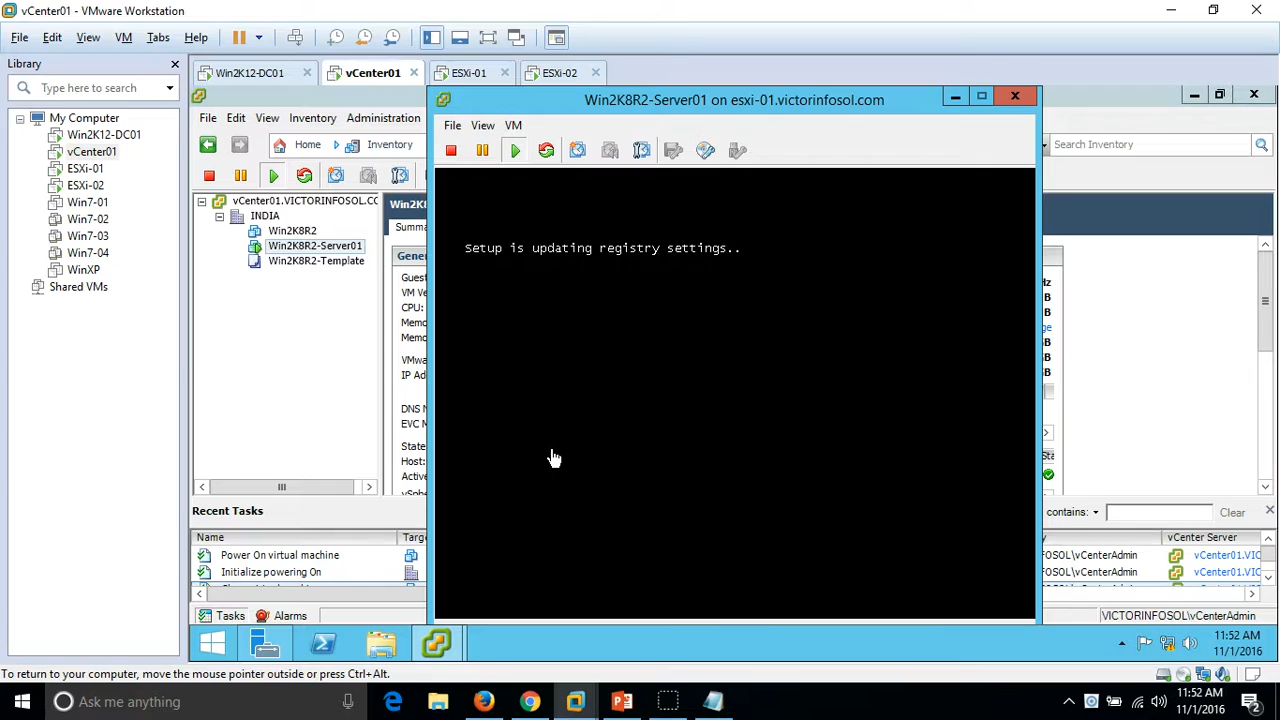 vCenter01 - VMware Workstation
File Edit View VM Tabs Help
Library
Type here to search
My Computer
Win2K12-DC01
vCenter01
ESXi-01
ESXi-02
Win7-01
Win7-02
Win7-03
Win7-04
WinXP
Shared VMs
Win2K12-DC01 vCenter01 ESXi-01 ESXi-02
File Edit View Inventory Administration
Home Inventory
Search Inventory
vCenter01.VICTORINFOSOL.CC
INDIA
Win2K8R2
Win2K8R2-Server01
Win2K8R2-Template
Win2K
Summa
Gener
Guest
VM Ve
CPU:
Memo
Memo
VMwa
IP Ad
DNS N
EVC M
State
Host:
Active
Win2K8R2-Server01 on esxi-01.victorinfosol.com
File View VM
Setup is updating registry settings..
Hz
B
B
ge
B
B
B
Sta
Recent Tasks
contains: Clear
Name Targe
vCenter Server
Power On virtual machine
FOSOL\vCenterAdmin vCenter01.VIC
Initialize powering On
FOSOL\vCenterAdmin vCenter01.VIC
Tasks Alarms
VICTORINFOSOL\vCenterAdmin
11:52 AM
11/1/2016
To return to your computer, move the mouse pointer outside or press Ctrl+Alt.
Ask me anything
11:52 AM
11/1/2016
2